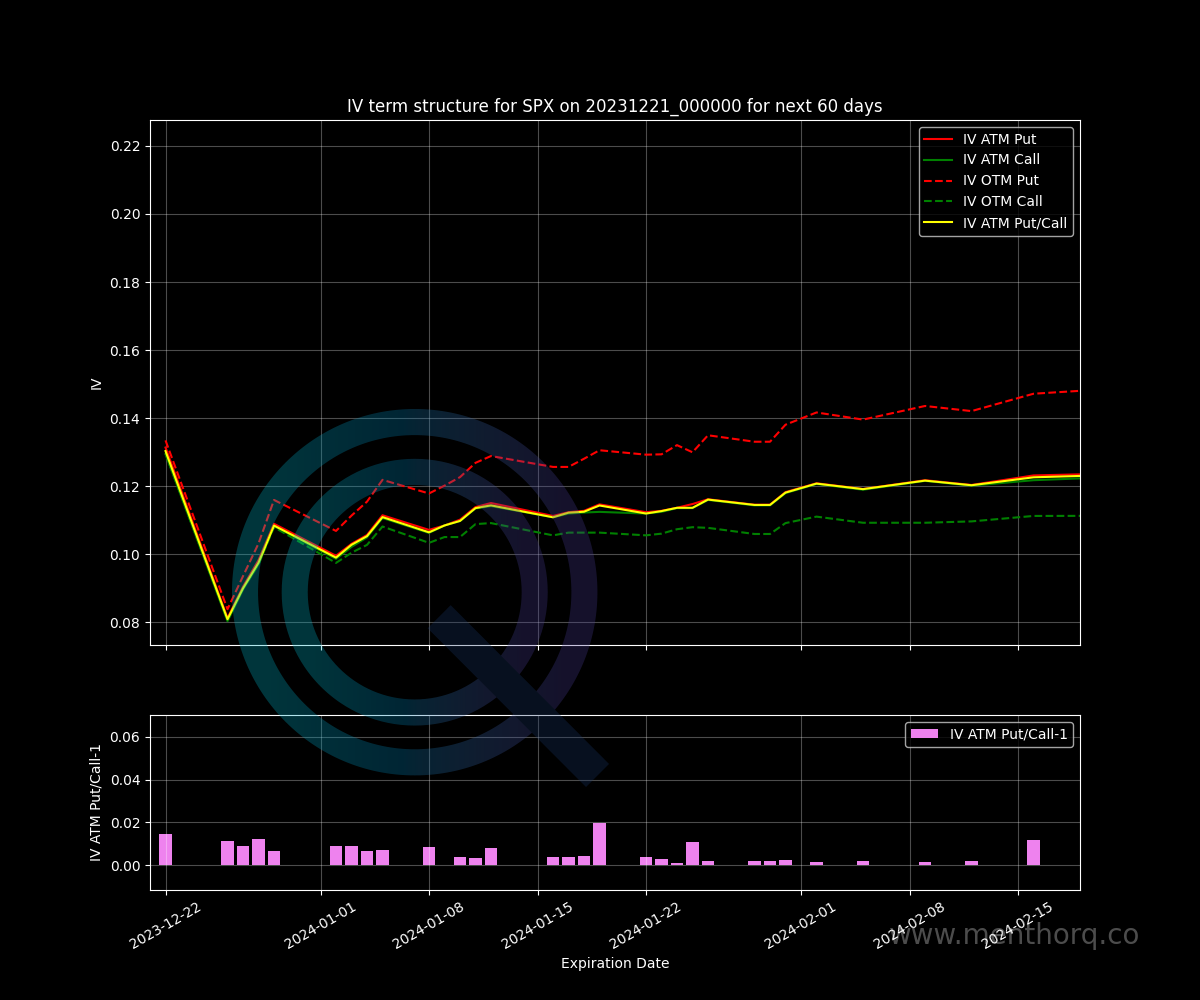 IV term structure for SPX on 20231221_000000 for next 60 days
IV ATM Put
IV ATM Call
IV OTM Put
IV OTM Call
IV ATM Put/Call
0.22
0.20
0.18
0.16
0.14
0.12
0.10
0.08
IV
IV ATM Put/Call-1
0.06
0.04
0.02
0.00
IV ATM Put/Call-1
2023-12-22
2024-01-01
2024-01-08
2024-01-15
2024-01-22
2024-02-01
2024-02-08
2024-02-15
www.menthorq.co
Expiration Date